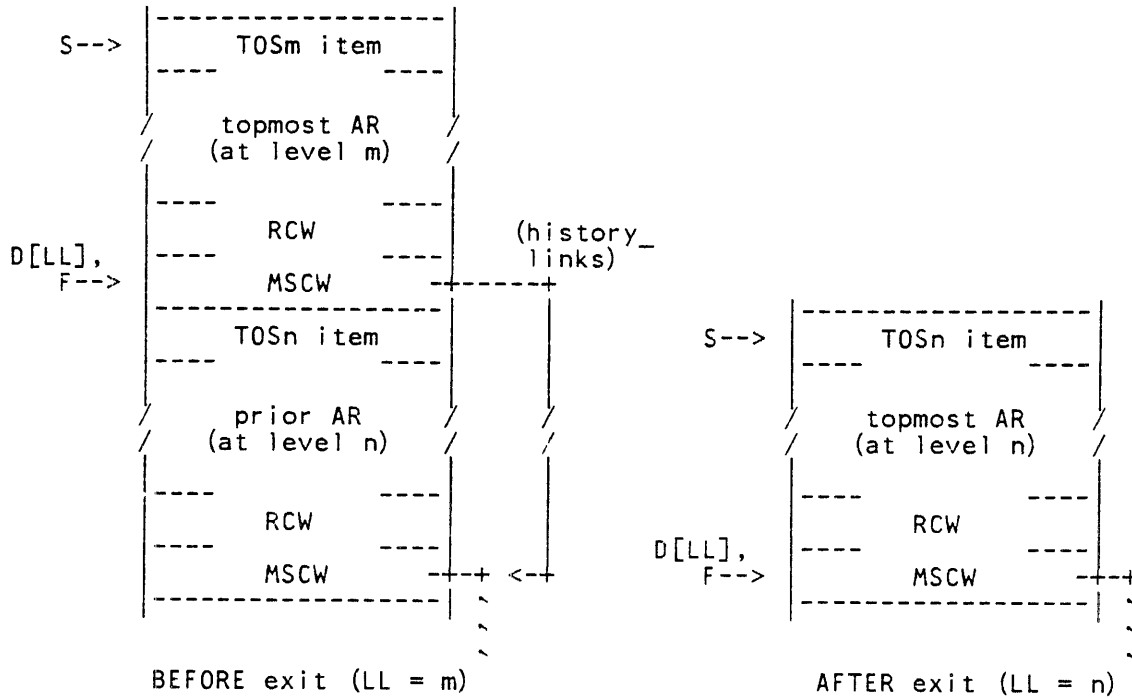 S--> TOSm item
topmost AR
(at level m)
RCW
(history_
links)
D[LL],
F--> MSCW
TOSn item
prior AR
(at level n)
RCW
MSCW
BEFORE exit (LL = m)
S--> TOSn item
topmost AR
(at level n)
RCW
D[LL],
F--> MSCW
AFTER exit (LL = n)